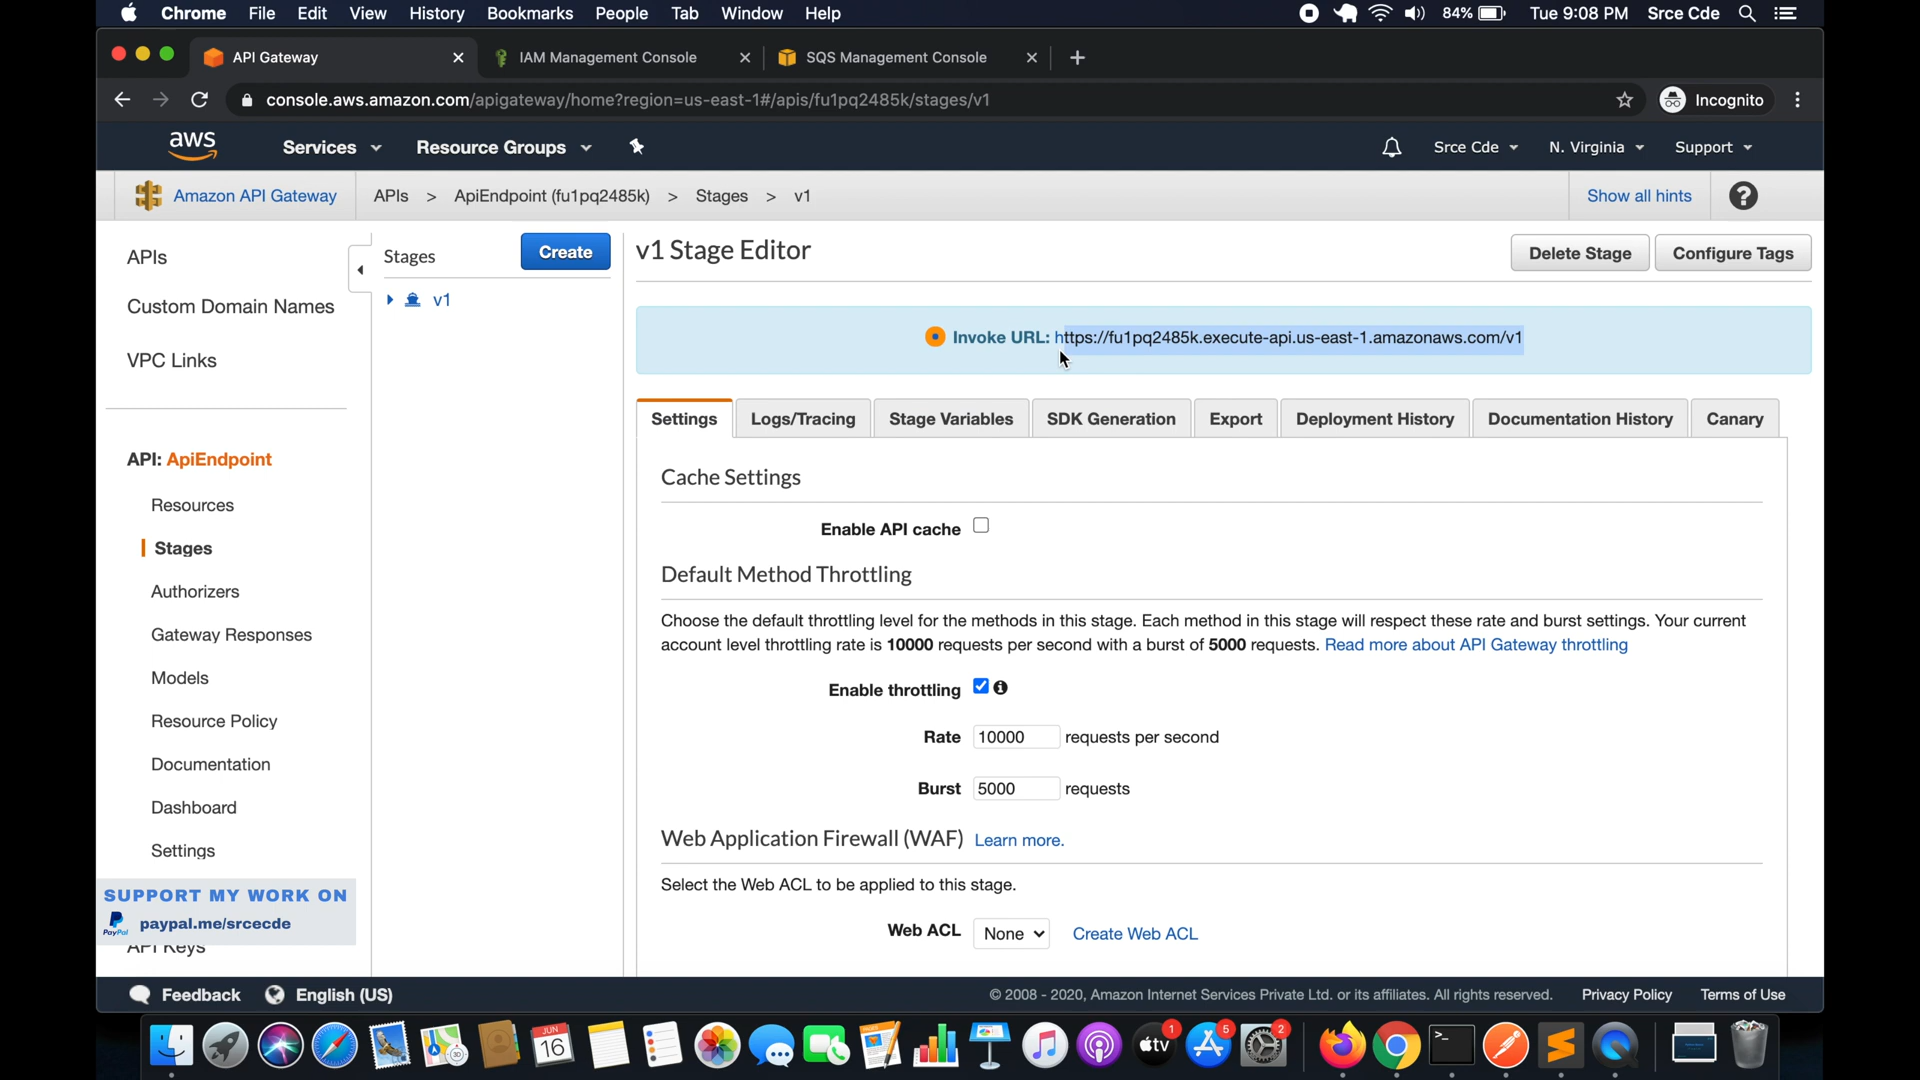 Chrome File Edit View History Bookmarks People Tab Window Help 84% Tue 9:08 PM Srce Cde
API Gateway IAM Management Console SQS Management Console
console.aws.amazon.com/apigateway/home?region=us-east-1#/apis/fu1pq2485k/stages/v1 Incognito
aws Services Resource Groups Srce Cde N. Virginia Support
Amazon API Gateway APIs > ApiEndpoint (fu1pq2485k) > Stages > v1 Show all hints ?
APIs
Custom Domain Names
VPC Links
API: ApiEndpoint
Resources
Stages
Authorizers
Gateway Responses
Models
Resource Policy
Documentation
Dashboard
Settings
SUPPORT MY WORK ON
PayPal paypal.me/srcecde
API Keys
Stages Create
v1
v1 Stage Editor Delete Stage Configure Tags
Invoke URL: https://fu1pq2485k.execute-api.us-east-1.amazonaws.com/v1
Settings Logs/Tracing Stage Variables SDK Generation Export Deployment History Documentation History Canary
Cache Settings
Enable API cache
Default Method Throttling
Choose the default throttling level for the methods in this stage. Each method in this stage will respect these rate and burst settings. Your current
account level throttling rate is 10000 requests per second with a burst of 5000 requests. Read more about API Gateway throttling
Enable throttling
Rate 10000 requests per second
Burst 5000 requests
Web Application Firewall (WAF) Learn more.
Select the Web ACL to be applied to this stage.
Web ACL None Create Web ACL
Feedback English (US) © 2008 - 2020, Amazon Internet Services Private Ltd. or its affiliates. All rights reserved. Privacy Policy Terms of Use
JUN
16
tv
1
5
2